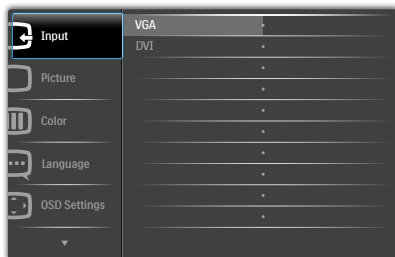 Input
Picture
Color
Language
OSD Settings
VGA
DVI